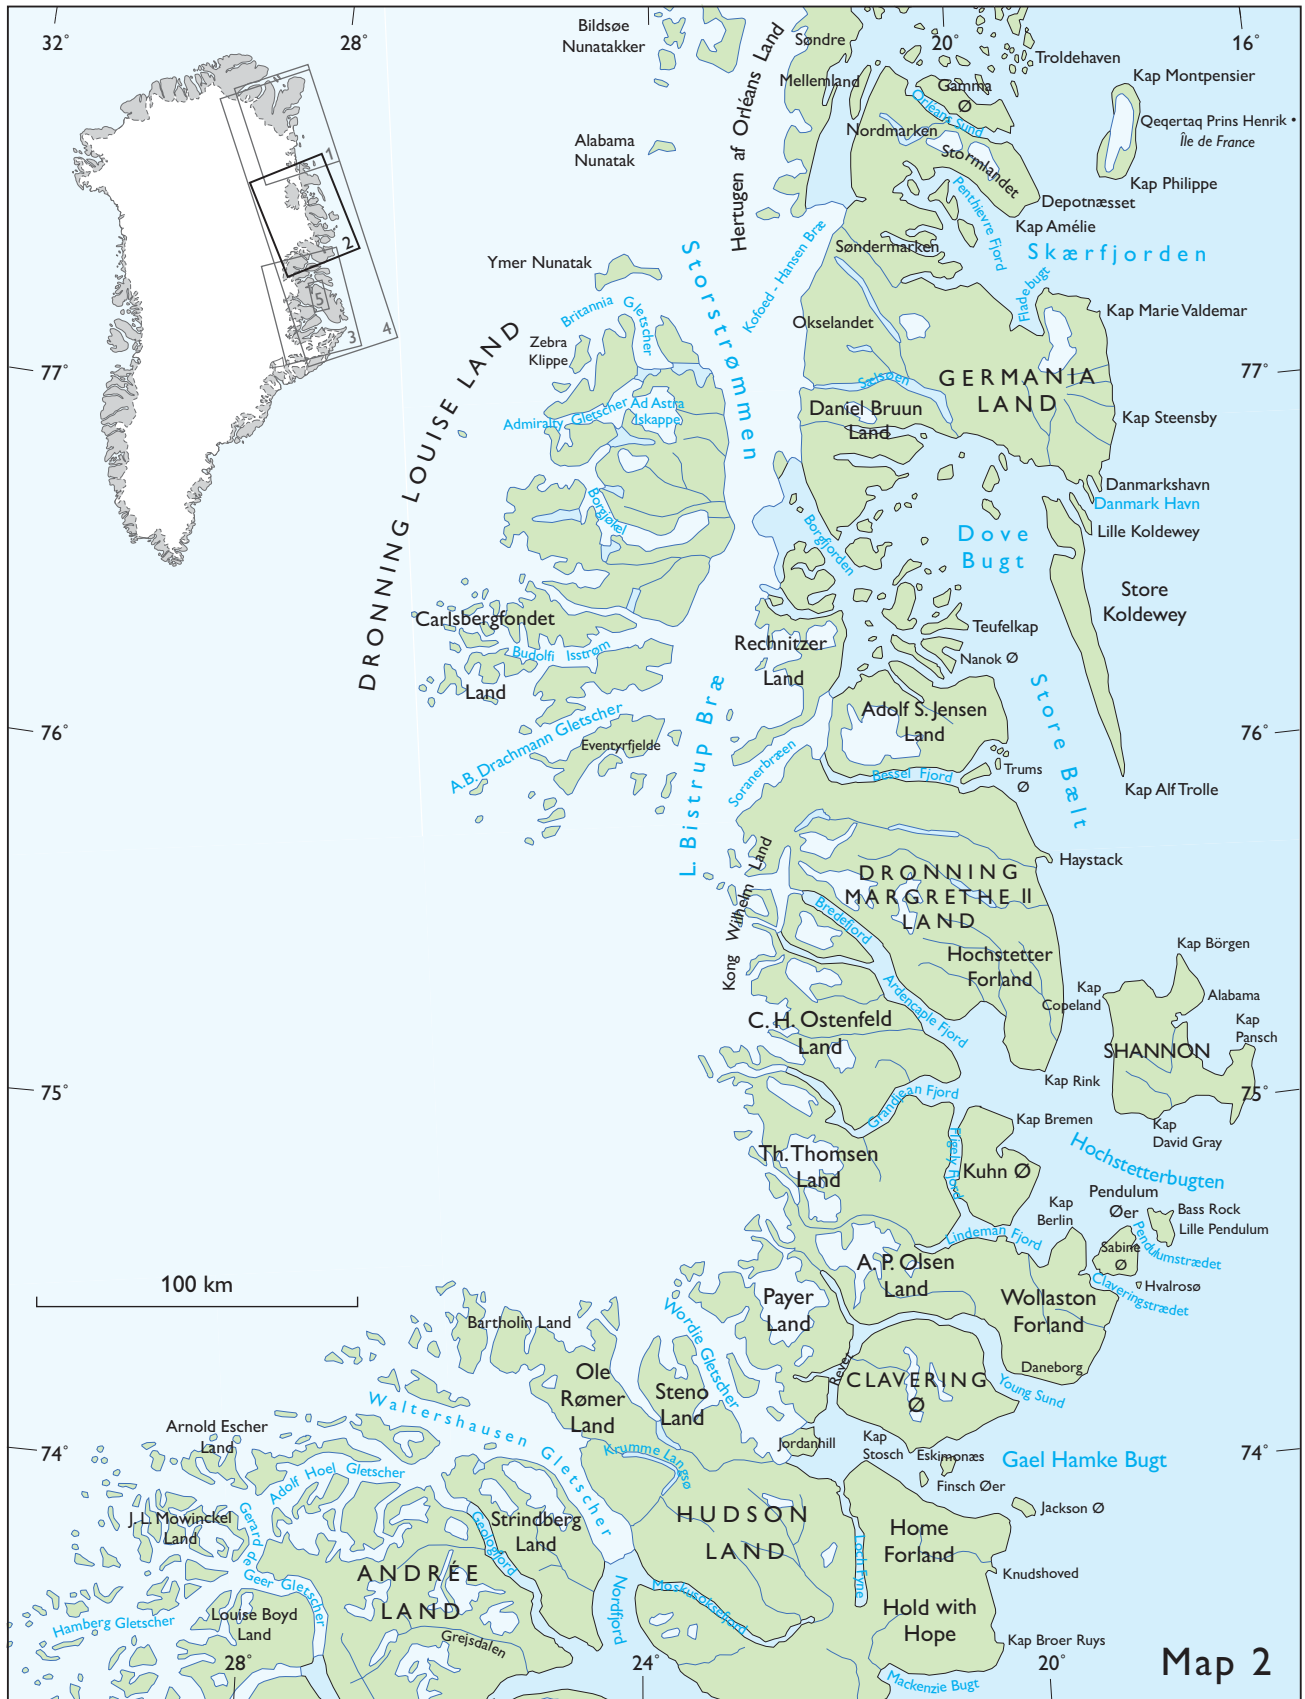 32°
28°
20°
16°
Bildsøe
Nunatakker
Søndre
Mellemland
Troldehaven
Kap Montpensier
Gamma
Ø
Orléans Sund
Nordmarken
Qeqertaq Prins Henrik •
Île de France
Alabama
Nunatak
Hertugen af Orléans Land
Stormlandet
Kap Philippe
Depotnæsset
Penthievre Fjord
Kap Amélie
Skærfjorden
Søndermarken
Kofoed - Hansen Bræ
Ymer Nunatak
Storstrømmen
Fladebugt
Britannia Gletscher
Kap Marie Valdemar
Okselandet
Zebra
Klippe
77°
77°
Sælsøen
GERMANIA
LAND
DRONNING LOUISE LAND
Admiralty Gletscher
Ad Astra
Iskappe
Daniel Bruun
Land
Kap Steensby
Danmarkshavn
Danmark Havn
Borgjøkel
Borgfjorden
Dove
Bugt
Lille Koldewey
Store
Koldewey
Carlsbergfondet
Land
Teufelkap
Rechnitzer
Land
Budolfi Isstrøm
Nanok Ø
Store Bælt
Adolf S. Jensen
Land
76°
76°
A.B. Drachmann Gletscher
Eventyrfjelde
L. Bistrup Bræ
Soranerbræen
Bessel Fjord
Trums
Ø
Kap Alf Trolle
Haystack
Kong Wilhelm Land
DRONNING
MARGRETHE II
LAND
Bredefjord
Hochstetter
Forland
Kap Börgen
Kap
Copeland
Alabama
Ardencaple Fjord
C. H. Ostenfeld
Land
Kap
Pansch
SHANNON
Kap Rink
75°
75°
Grandjean Fjord
Kap Bremen
Kap
David Gray
Fligely Fjord
Hochstetterbugten
Th. Thomsen
Land
Kuhn Ø
Pendulum
Øer
Kap
Berlin
Bass Rock
Lille Pendulum
Lindeman Fjord
Sabine
Ø
Pendulumstrædet
A. P. Olsen
Land
Hvalrosø
Claveringstrædet
100 km
Payer
Land
Wollaston
Forland
Wordie Gletscher
Bartholin Land
Daneborg
Rever
CLAVERING
Ø
Young Sund
Ole
Rømer
Land
Steno
Land
Waltershausen Gletscher
Arnold Escher
Land
Jordanhill
Kap
Stosch
Eskimonæs
Gael Hamke Bugt
74°
74°
Krumme Langsø
Adolf Hoel Gletscher
Finsch Øer
Jackson Ø
J. L. Mowinckel
Land
Gerard de
Geer Gletscher
Geologfjord
Strindberg
Land
HUDSON
LAND
Home
Forland
Loch Fyne
ANDRÉE
LAND
Knudshoved
Nordfjord
Moskusoksefjord
Hamberg Gletscher
Louise Boyd
Land
Hold with
Hope
Grejsdalen
Kap Broer Ruys
Mackenzie Bugt
28°
24°
20°
Map 2
1
2
3
4
5